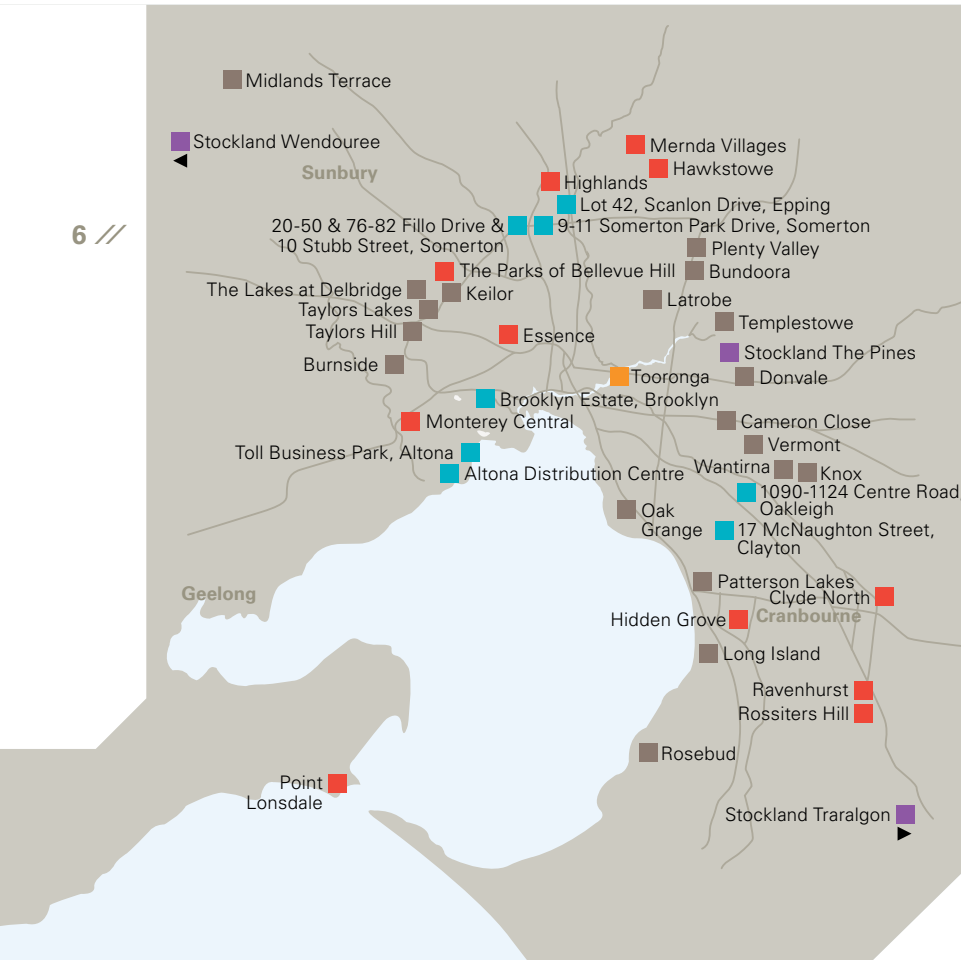 Midlands Terrace
Stockland Wendouree
Mernda Villages
Sunbury
Hawkstowe
Highlands
Lot 42, Scanlon Drive, Epping
6 //
20-50 & 76-82 Fillo Drive &
10 Stubb Street, Somerton
9-11 Somerton Park Drive, Somerton
Plenty Valley
The Parks of Bellevue Hill
Bundoora
The Lakes at Delbridge
Keilor
Latrobe
Taylors Lakes
Templestowe
Taylors Hill
Essence
Stockland The Pines
Burnside
Tooronga
Donvale
Brooklyn Estate, Brooklyn
Monterey Central
Cameron Close
Vermont
Toll Business Park, Altona
Wantirna
Knox
Altona Distribution Centre
1090-1124 Centre Road
Oakleigh
Oak
Grange
17 McNaughton Street,
Clayton
Patterson Lakes
Geelong
Clyde North
Cranbourne
Hidden Grove
Long Island
Ravenhurst
Rossiters Hill
Rosebud
Point
Lonsdale
Stockland Traralgon